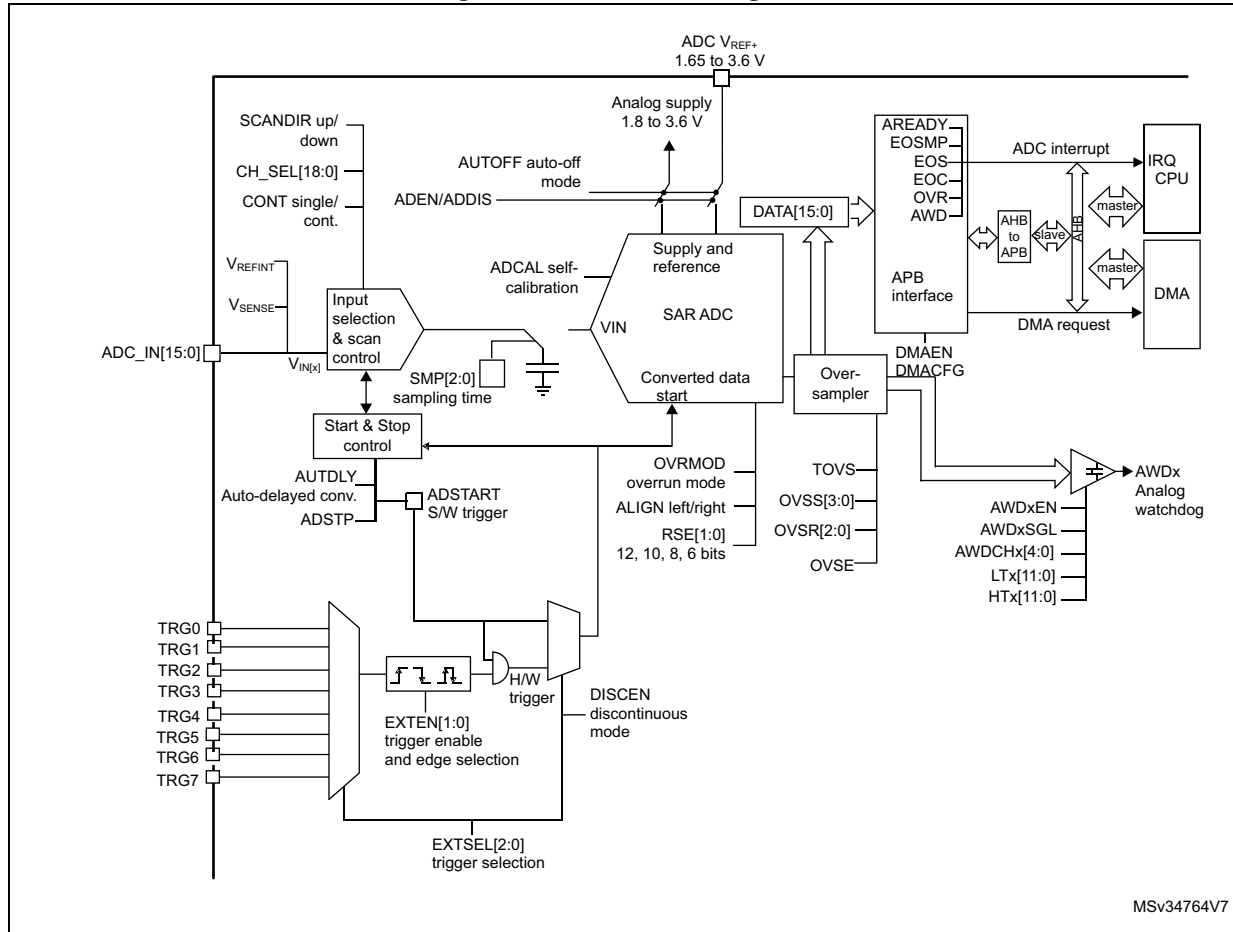 ADC VREF+
1.65 to 3.6 V
Analog supply
1.8 to 3.6 V
SCANDIR up/
down
CH_SEL[18:0]
CONT single/
cont.
AUTOFF auto-off
mode
ADEN/ADDIS
AREADY
EOSMP
EOS
EOC
OVR
AWD
ADC interrupt
IRQ
CPU
master
AHB
to
APB
slave
AHB
master
DMA
APB
interface
DMA request
DMAEN
DMACFG
DATA[15:0]
Supply and
reference
ADCAL self-
calibration
SAR ADC
VIN
Converted data
start
VREFINT
VSENSE
Input
selection
& scan
control
ADC_IN[15:0]
VIN[x]
SMP[2:0]
sampling time
Over-
sampler
Start & Stop
control
AUTDLY
Auto-delayed conv.
ADSTP
ADSTART
S/W trigger
OVRMOD
overrun mode
ALIGN left/right
RSE[1:0]
12, 10, 8, 6 bits
TOVS
OVSS[3:0]
OVSR[2:0]
OVSE
AWDx
Analog
watchdog
AWDxEN
AWDxSGL
AWDCHx[4:0]
LTx[11:0]
HTx[11:0]
TRG0
TRG1
TRG2
TRG3
TRG4
TRG5
TRG6
TRG7
H/W
trigger
DISCEN
discontinuous
mode
EXTEN[1:0]
trigger enable
and edge selection
EXTSEL[2:0]
trigger selection
MSv34764V7